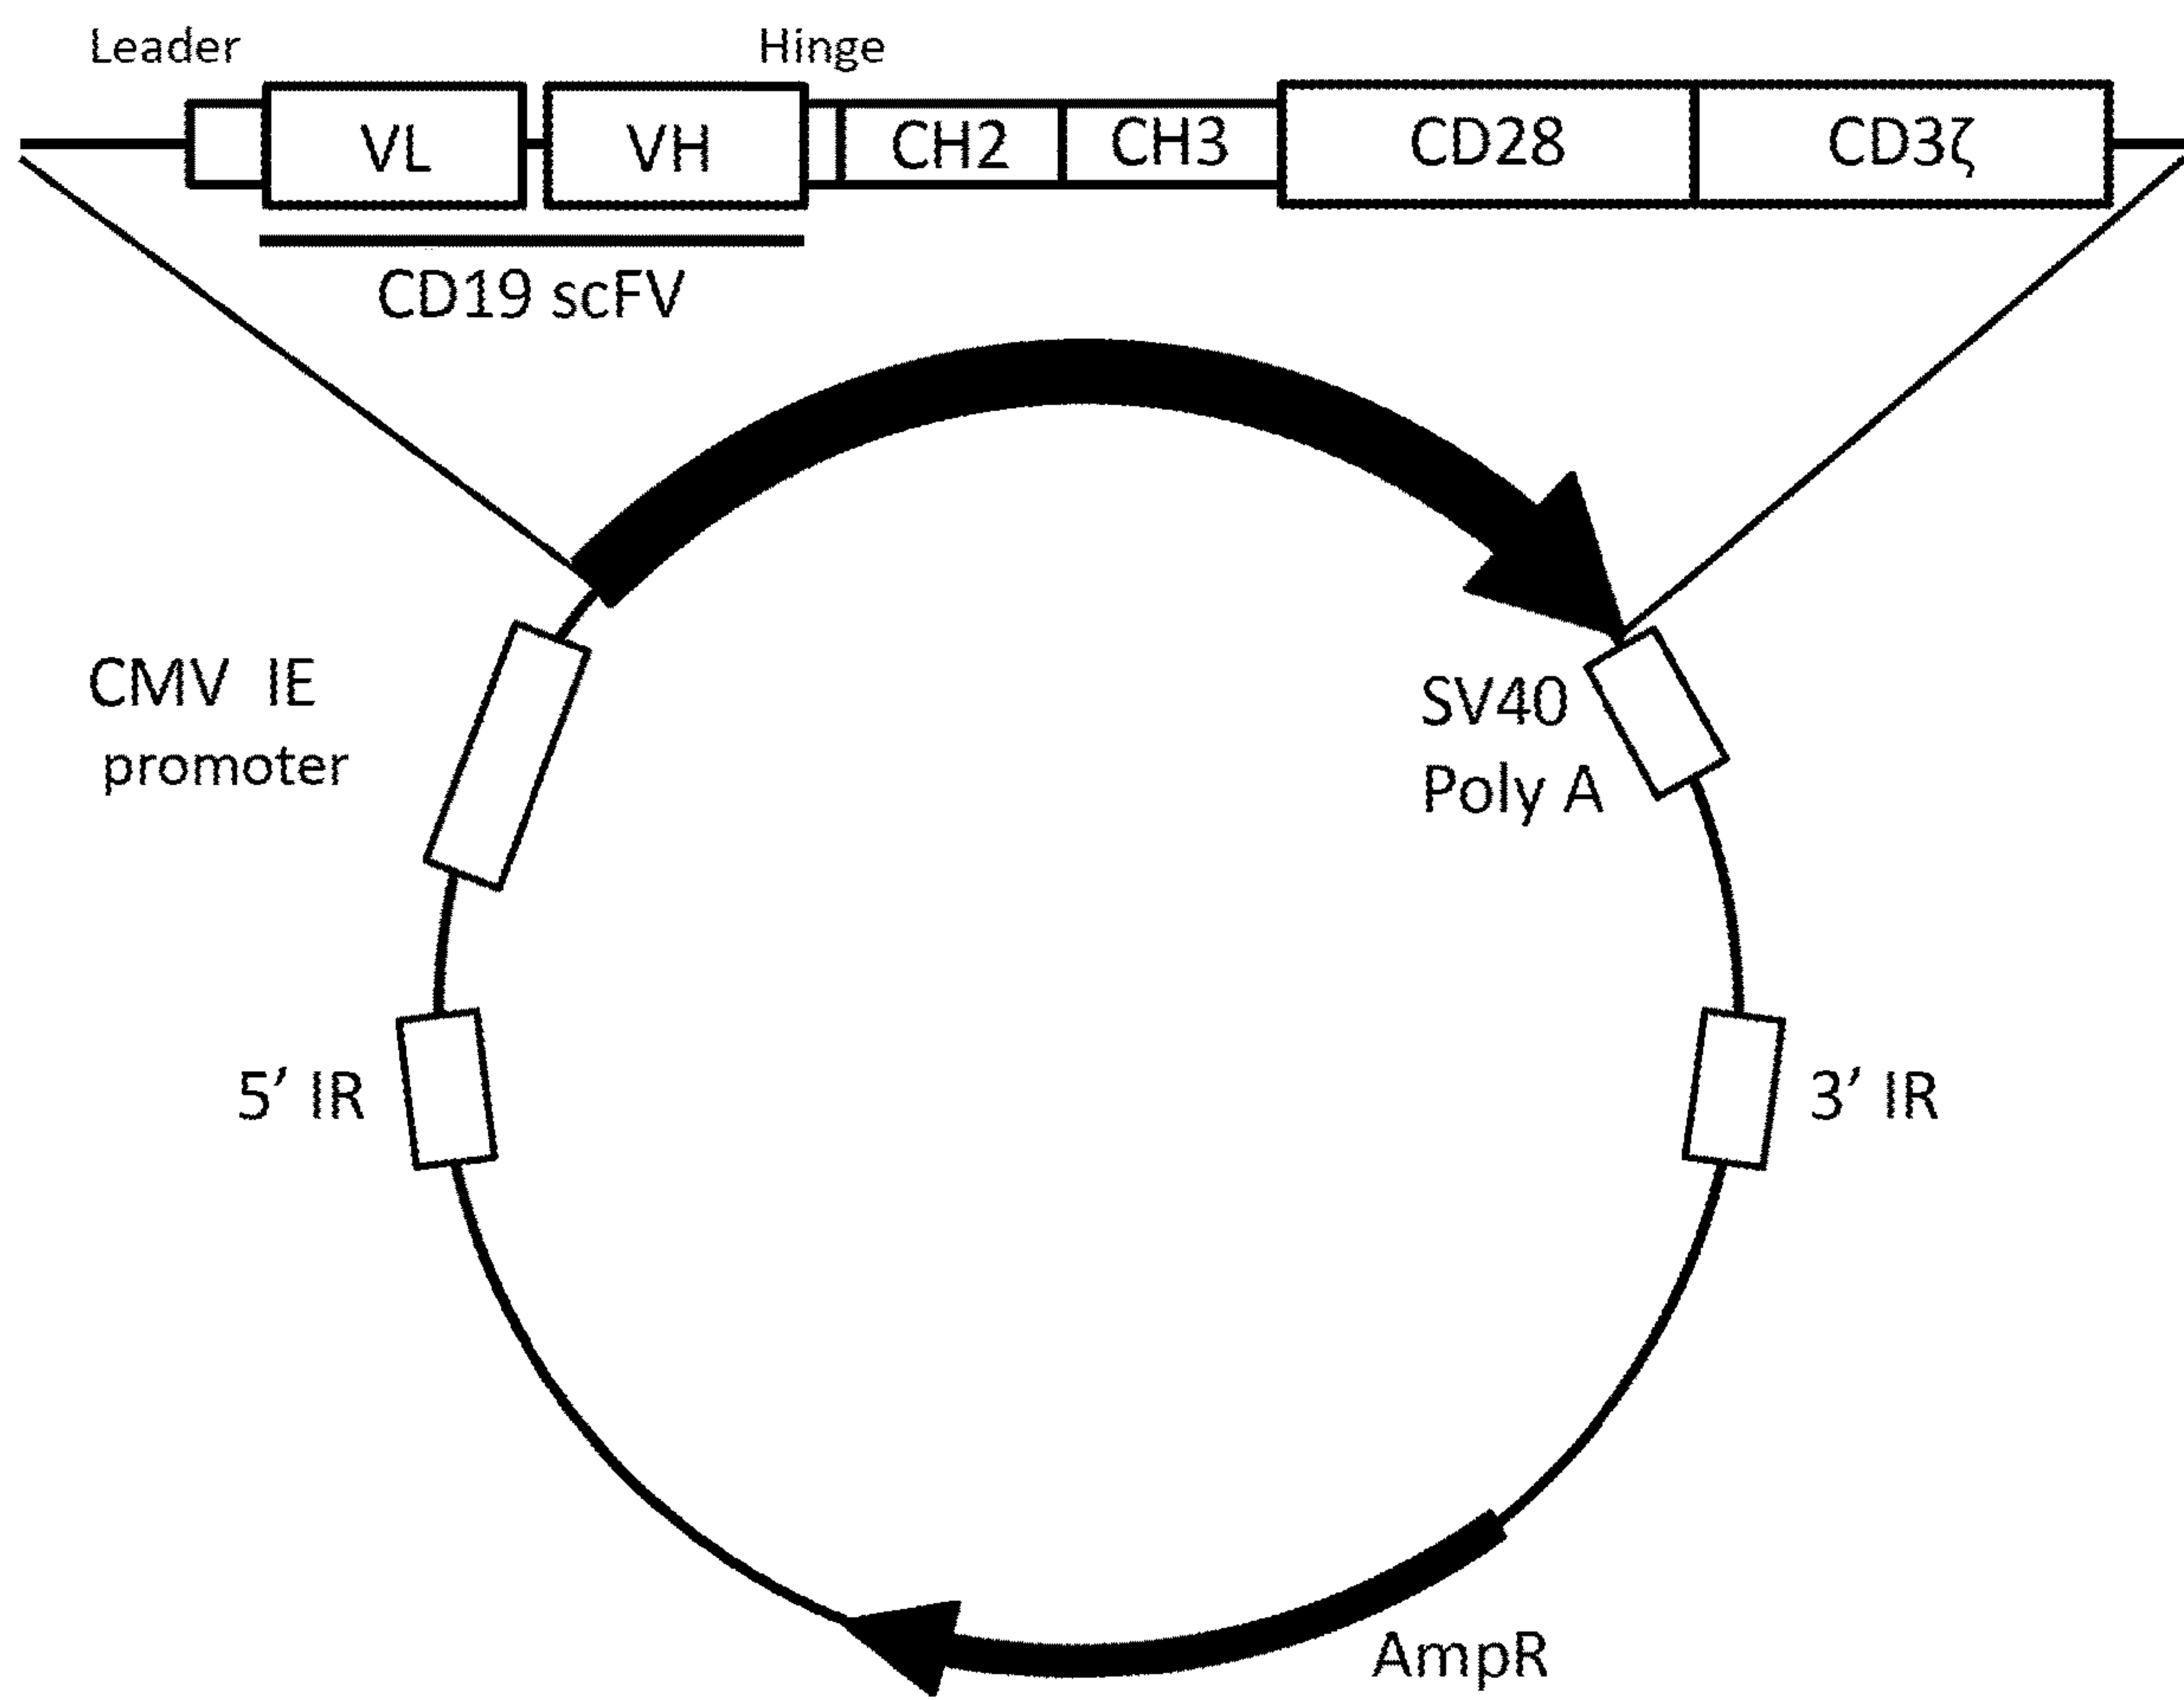 Leader
Hinge
VL
VH
CH2
CH3
CD28
CD3ζ
CD19 scFV
CMV IE
promoter
SV40
Poly A
5’ IR
3’ IR
AmpR